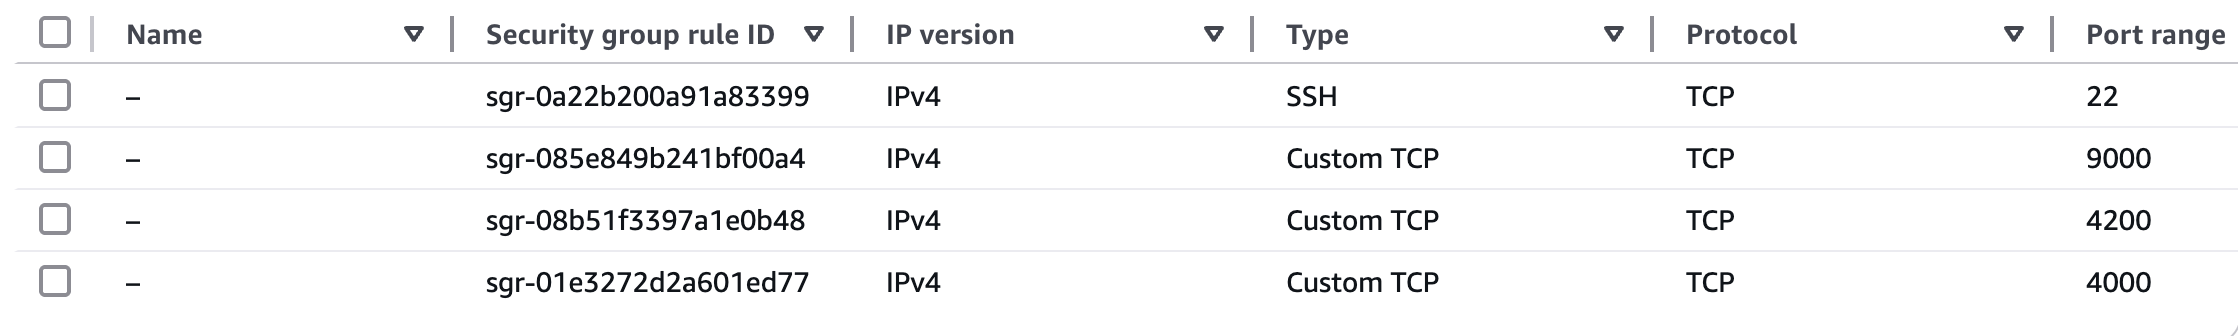 Name Security group rule ID IP version Type Protocol Port range
– sgr-0a22b200a91a83399 IPv4 SSH TCP 22
– sgr-085e849b241bf00a4 IPv4 Custom TCP TCP 9000
– sgr-08b51f3397a1e0b48 IPv4 Custom TCP TCP 4200
– sgr-01e3272d2a601ed77 IPv4 Custom TCP TCP 4000